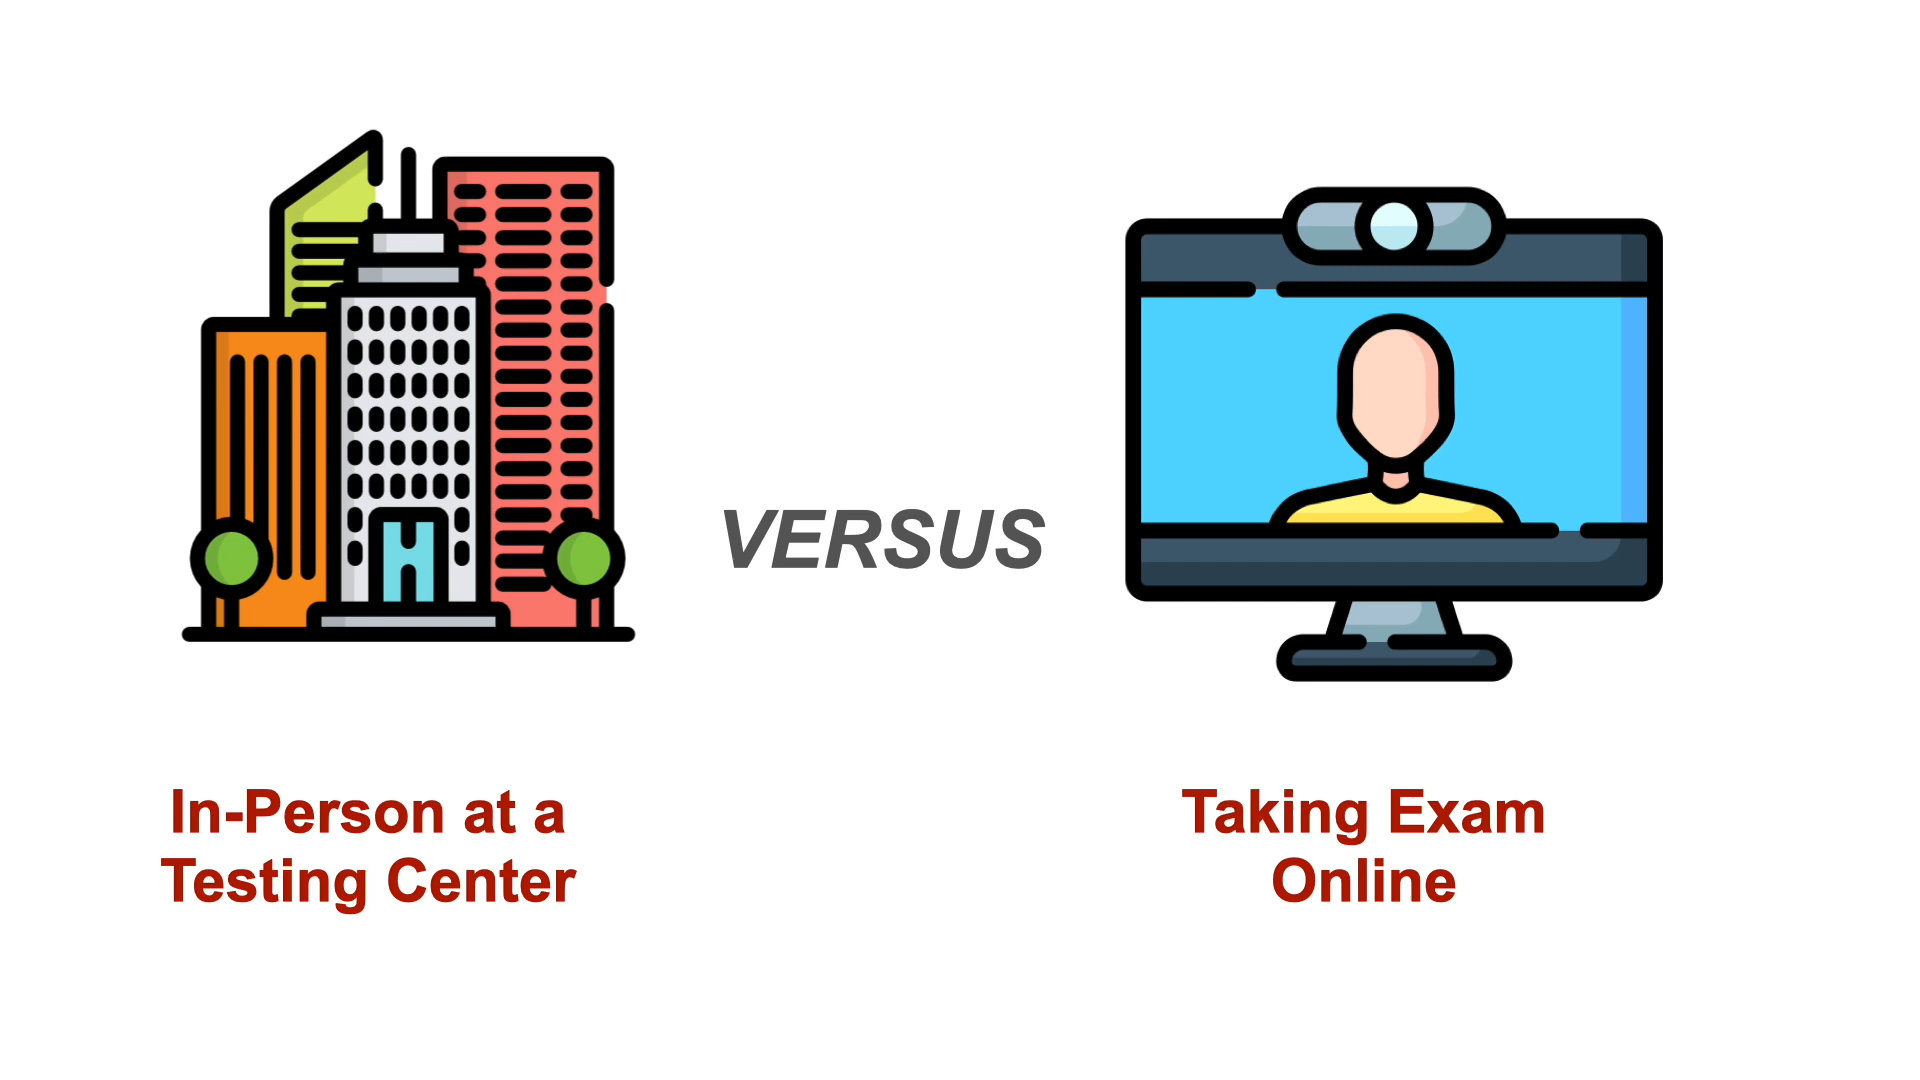 VERSUS
In-Person at a
Testing Center
Taking Exam
Online